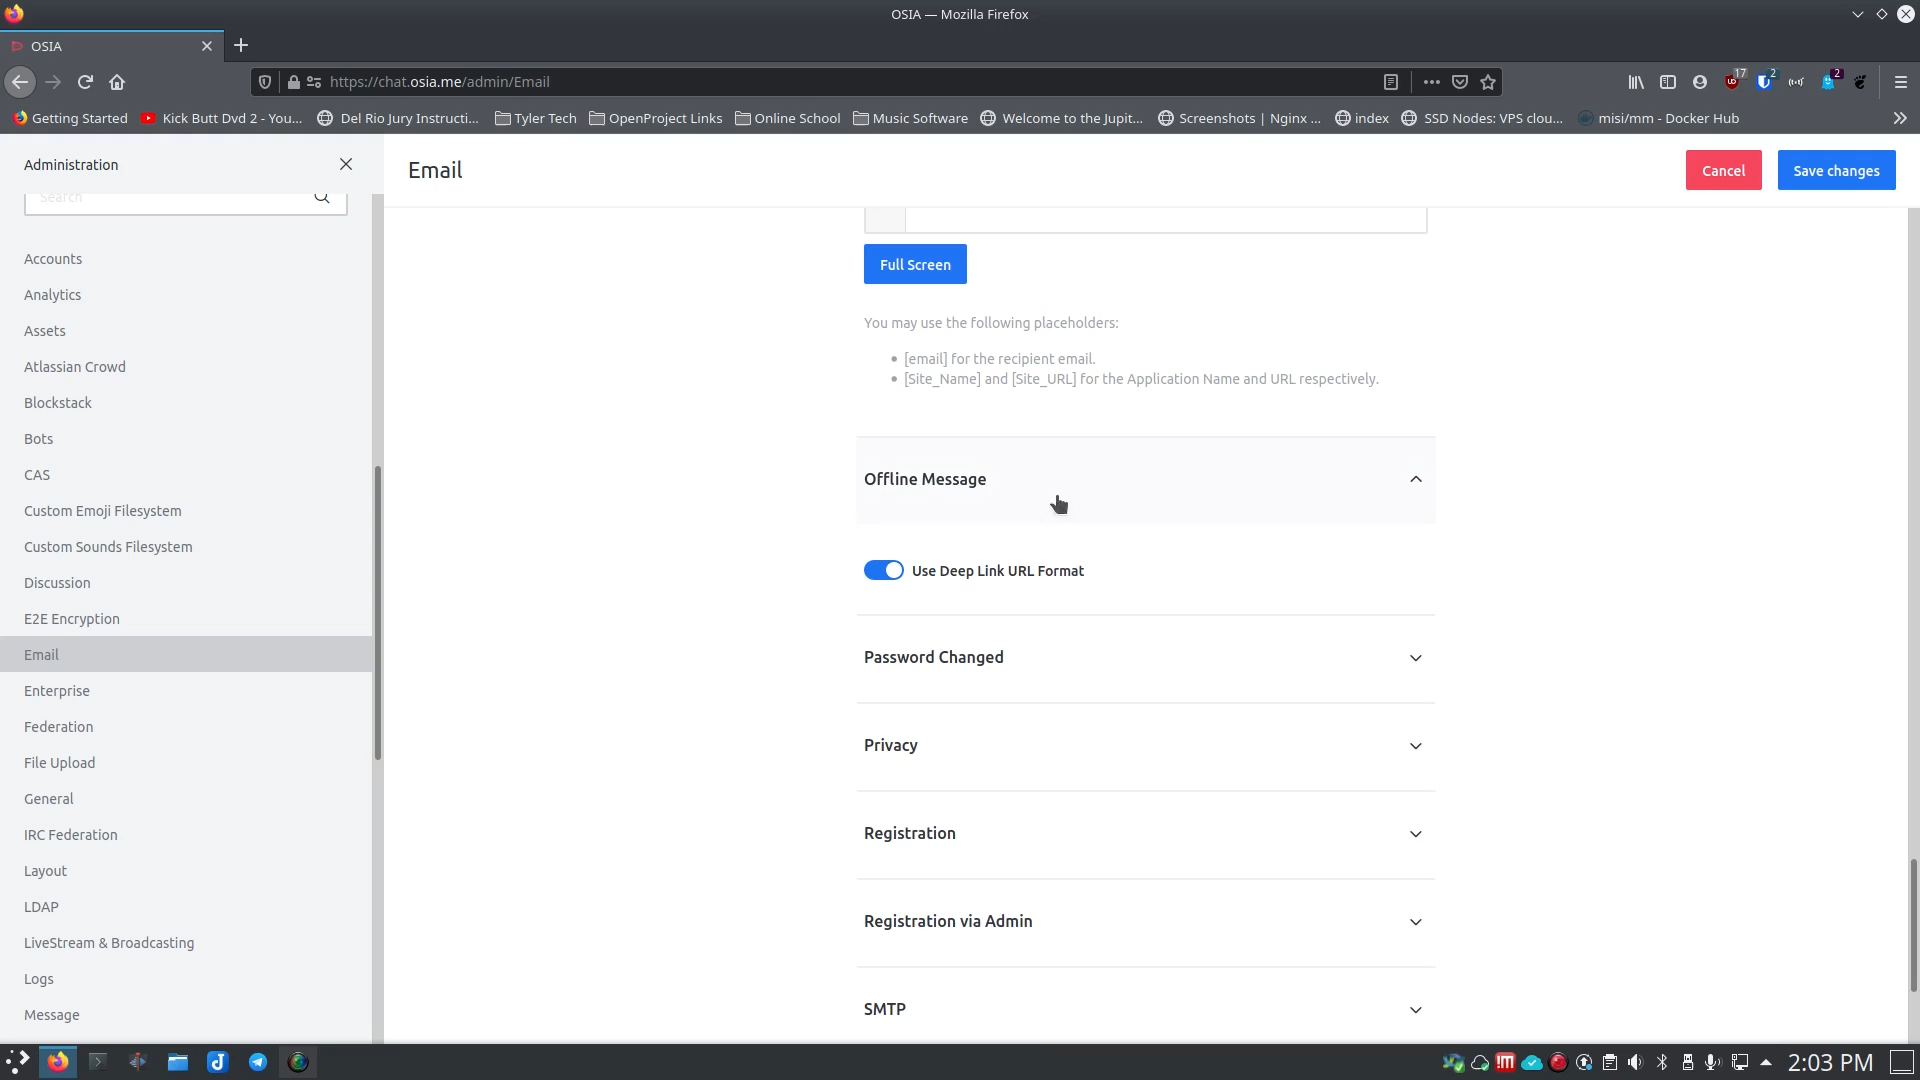 OSIA — Mozilla Firefox
OSIA
https://chat.osia.me/admin/Email
17
2
2
Getting Started
Kick Butt Dvd 2 - You...
Del Rio Jury Instructi...
Tyler Tech
OpenProject Links
Online School
Music Software
Welcome to the Jupit...
Screenshots | Nginx ...
index
SSD Nodes: VPS clou...
misi/mm - Docker Hub
Administration
Email
Cancel
Save changes
Search
Full Screen
Accounts
Analytics
Assets
Atlassian Crowd
Blockstack
Bots
CAS
Custom Emoji Filesystem
Custom Sounds Filesystem
Discussion
E2E Encryption
Email
Enterprise
Federation
File Upload
General
IRC Federation
Layout
LDAP
LiveStream & Broadcasting
Logs
Message
You may use the following placeholders:
[email] for the recipient email.
[Site_Name] and [Site_URL] for the Application Name and URL respectively.
Offline Message
Use Deep Link URL Format
Password Changed
Privacy
Registration
Registration via Admin
SMTP
2:03 PM